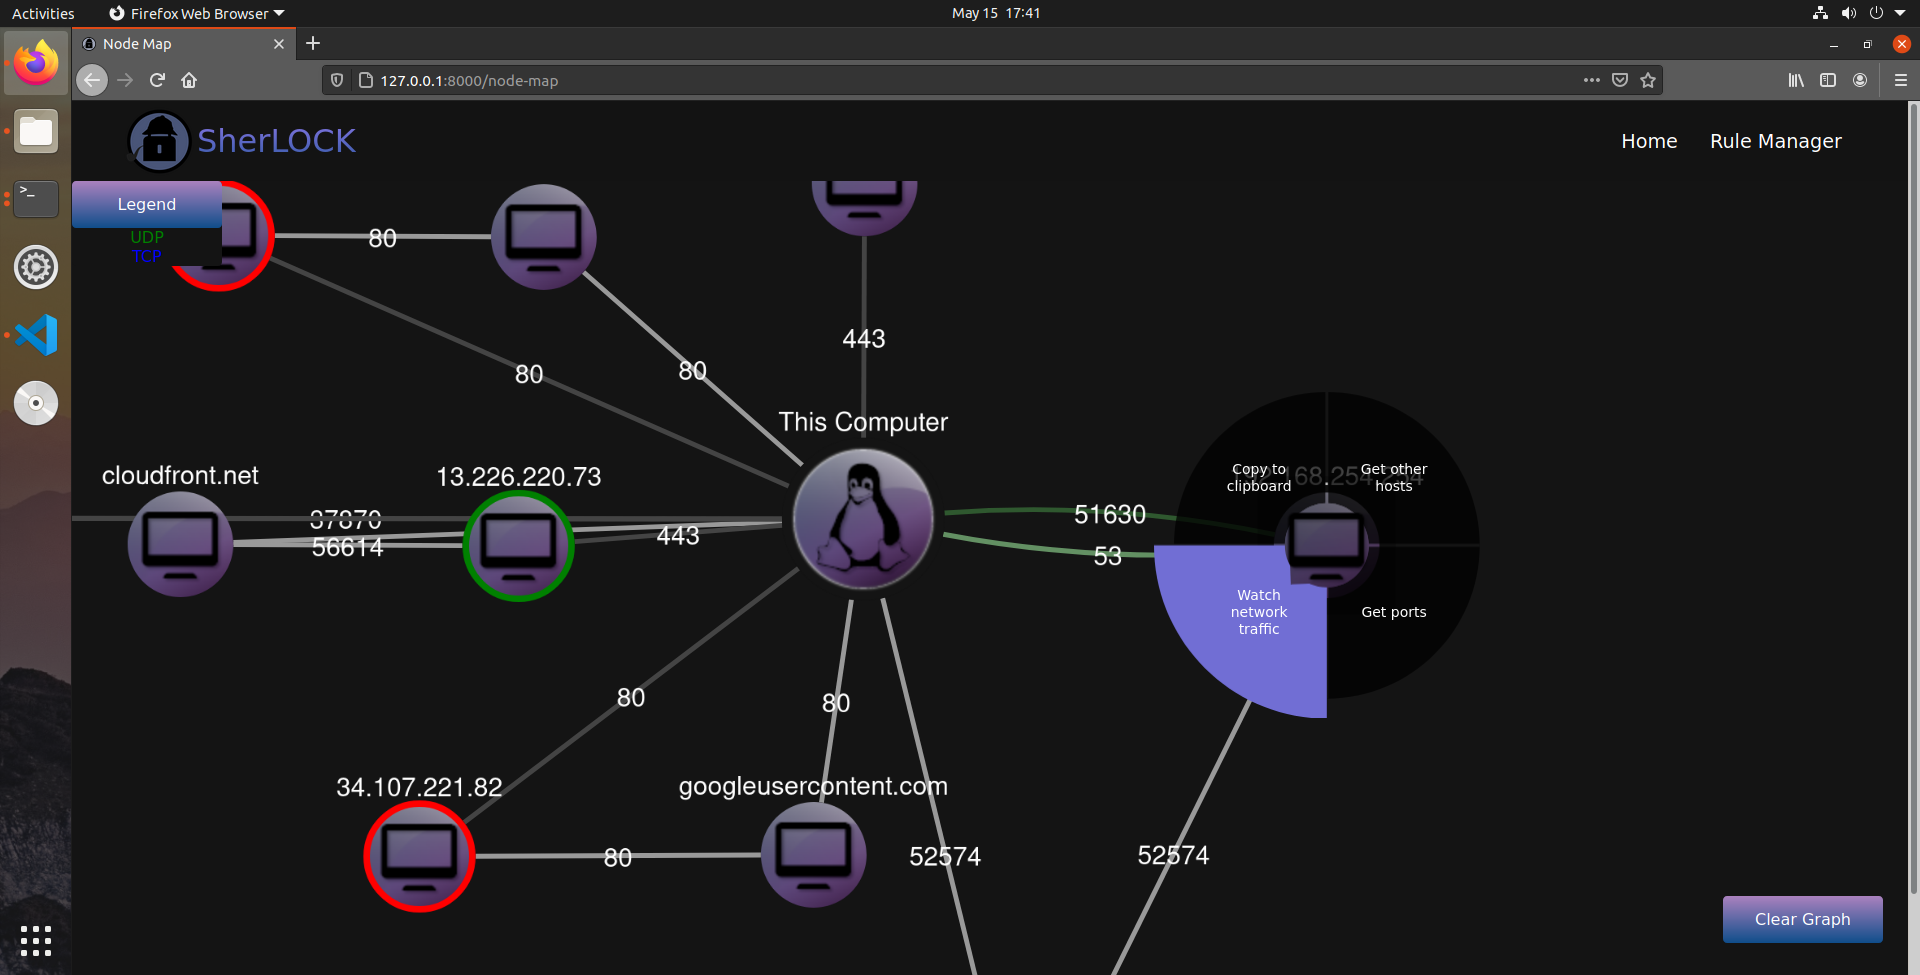 Activities
Firefox Web Browser
May 15 17:41
Node Map
127.0.0.1:8000/node-map
SherLOCK
Home
Rule Manager
Legend
UDP
TCP
80
443
80
80
This Computer
cloudfront.net
13.226.220.73
Copy to
clipboard
168.254.254
Get other
hosts
37870
56614
443
51630
53
Watch
network
traffic
Get ports
80
80
34.107.221.82
googleusercontent.com
80
52574
52574
Clear Graph